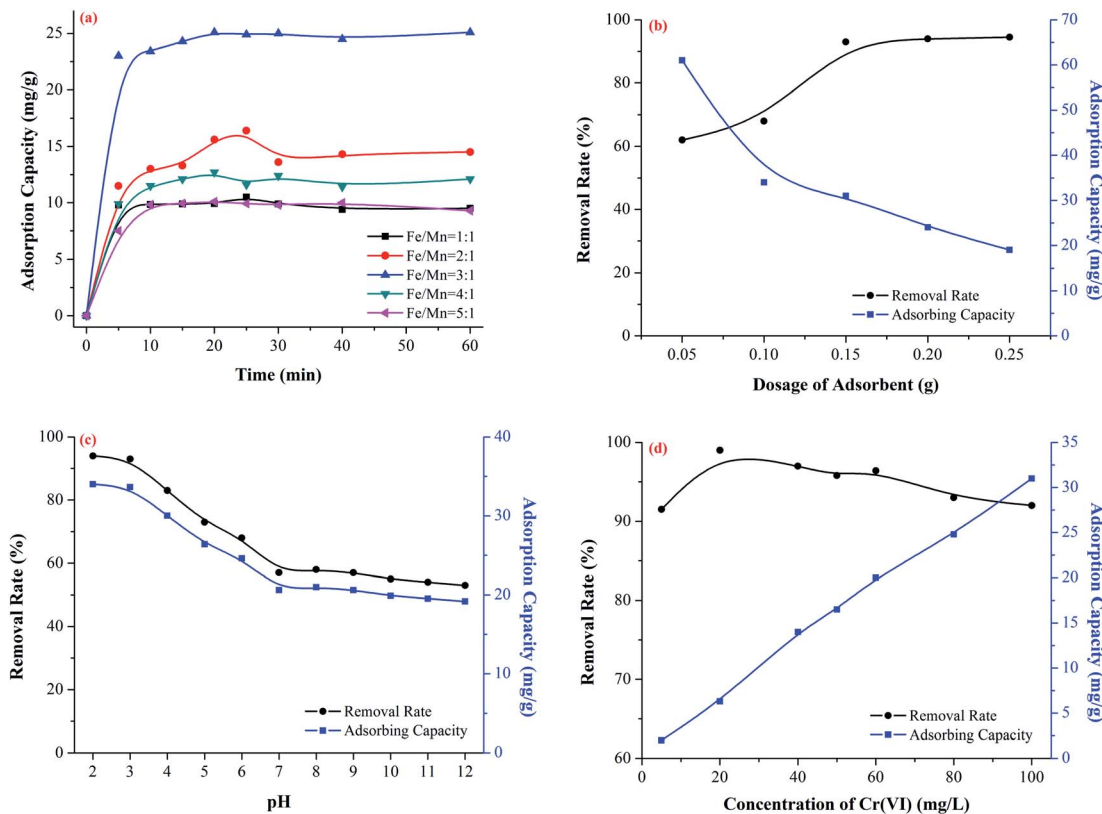 (a)
25
20
15
10
5
0
Adsorption Capacity (mg/g)
Fe/Mn=1:1
Fe/Mn=2:1
Fe/Mn=3:1
Fe/Mn=4:1
Fe/Mn=5:1
0 10 20 30 40 50 60
Time (min)
(b)
100
80
60
40
20
0
Removal Rate (%)
70
60
50
40
30
20
10
0
Adsorption Capacity (mg/g)
Removal Rate
Adsorbing Capacity
0.05 0.10 0.15 0.20 0.25
Dosage of Adsorbent (g)
(c)
100
80
60
40
20
0
Removal Rate (%)
40
30
20
10
0
Adsorption Capacity (mg/g)
Removal Rate
Adsorbing Capacity
2 3 4 5 6 7 8 9 10 11 12
pH
(d)
100
90
80
70
60
Removal Rate (%)
35
30
25
20
15
10
5
0
Adsorption Capacity (mg/g)
Removal Rate
Adsorbing Capacity
0 20 40 60 80 100
Concentration of Cr(VI) (mg/L)